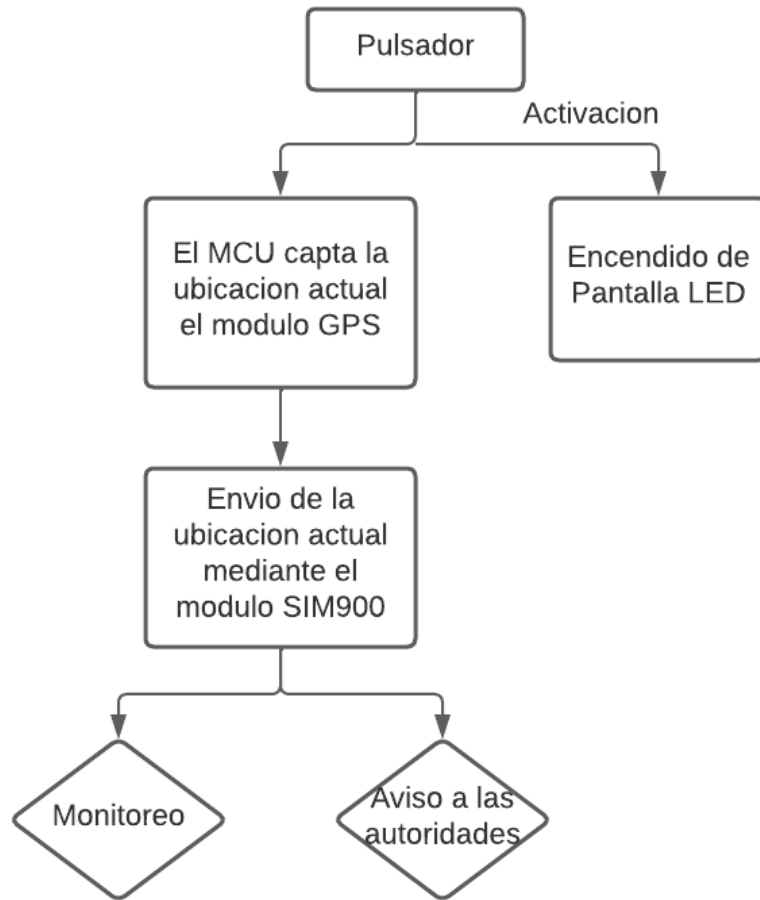 Pulsador
Activacion
El MCU capta la
ubicacion actual
el modulo GPS
Encendido de
Pantalla LED
Envio de la
ubicacion actual
mediante el
modulo SIM900
Monitoreo
Aviso a las
autoridades